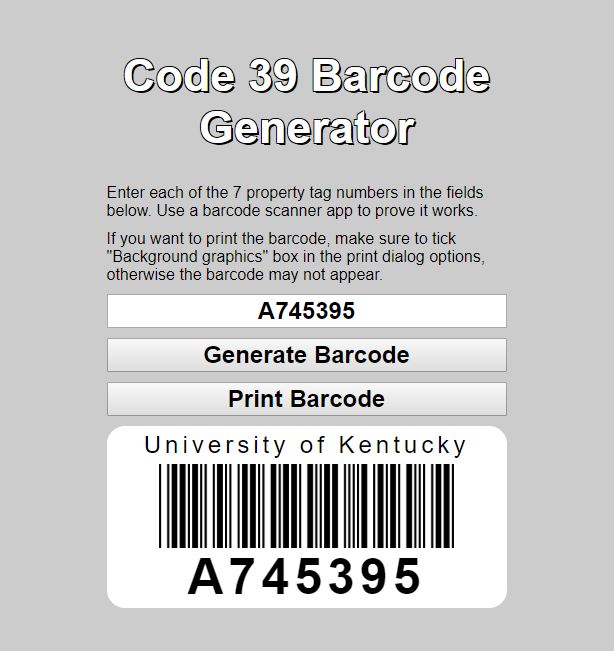 Code 39 Barcode
Generator
Enter each of the 7 property tag numbers in the fields
below. Use a barcode scanner app to prove it works.
If you want to print the barcode, make sure to tick
"Background graphics" box in the print dialog options,
otherwise the barcode may not appear.
A745395
Generate Barcode
Print Barcode
University of Kentucky
A745395